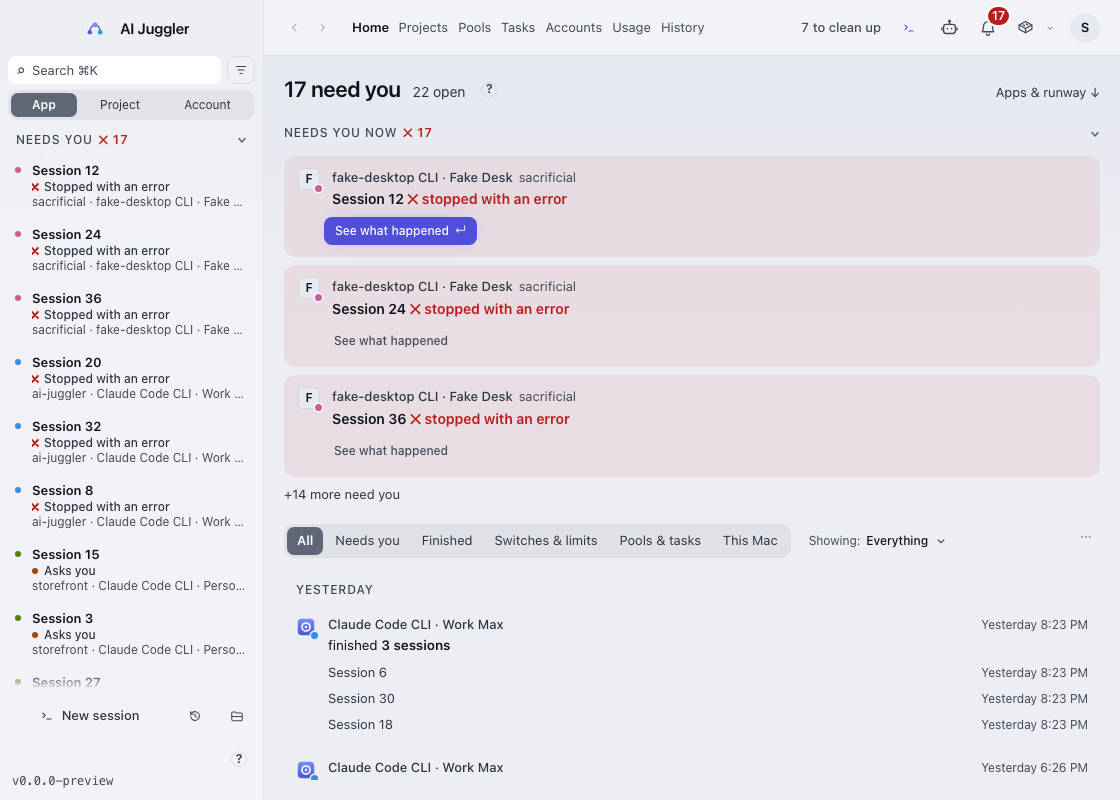 AI Juggler
Search ⌘K
App Project Account
NEEDS YOU ✕ 17
Session 12
✕ Stopped with an error
sacrificial · fake-desktop CLI · Fake ...
Session 24
✕ Stopped with an error
sacrificial · fake-desktop CLI · Fake ...
Session 36
✕ Stopped with an error
sacrificial · fake-desktop CLI · Fake ...
Session 20
✕ Stopped with an error
ai-juggler · Claude Code CLI · Work ...
Session 32
✕ Stopped with an error
ai-juggler · Claude Code CLI · Work ...
Session 8
✕ Stopped with an error
ai-juggler · Claude Code CLI · Work ...
Session 15
Asks you
storefront · Claude Code CLI · Perso...
Session 3
Asks you
storefront · Claude Code CLI · Perso...
Session 27
New session
?
v0.0.0-preview
Home Projects Pools Tasks Accounts Usage History
7 to clean up
17
S
17 need you 22 open ?
Apps & runway ↓
NEEDS YOU NOW ✕ 17
F
fake-desktop CLI · Fake Desk sacrificial
Session 12 ✕ stopped with an error
See what happened ↵
F
fake-desktop CLI · Fake Desk sacrificial
Session 24 ✕ stopped with an error
See what happened
F
fake-desktop CLI · Fake Desk sacrificial
Session 36 ✕ stopped with an error
See what happened
+14 more need you
All Needs you Finished Switches & limits Pools & tasks This Mac Showing: Everything ...
YESTERDAY
Claude Code CLI · Work Max Yesterday 8:23 PM
finished 3 sessions
Session 6 Yesterday 8:23 PM
Session 30 Yesterday 8:23 PM
Session 18 Yesterday 8:23 PM
Claude Code CLI · Work Max Yesterday 6:26 PM